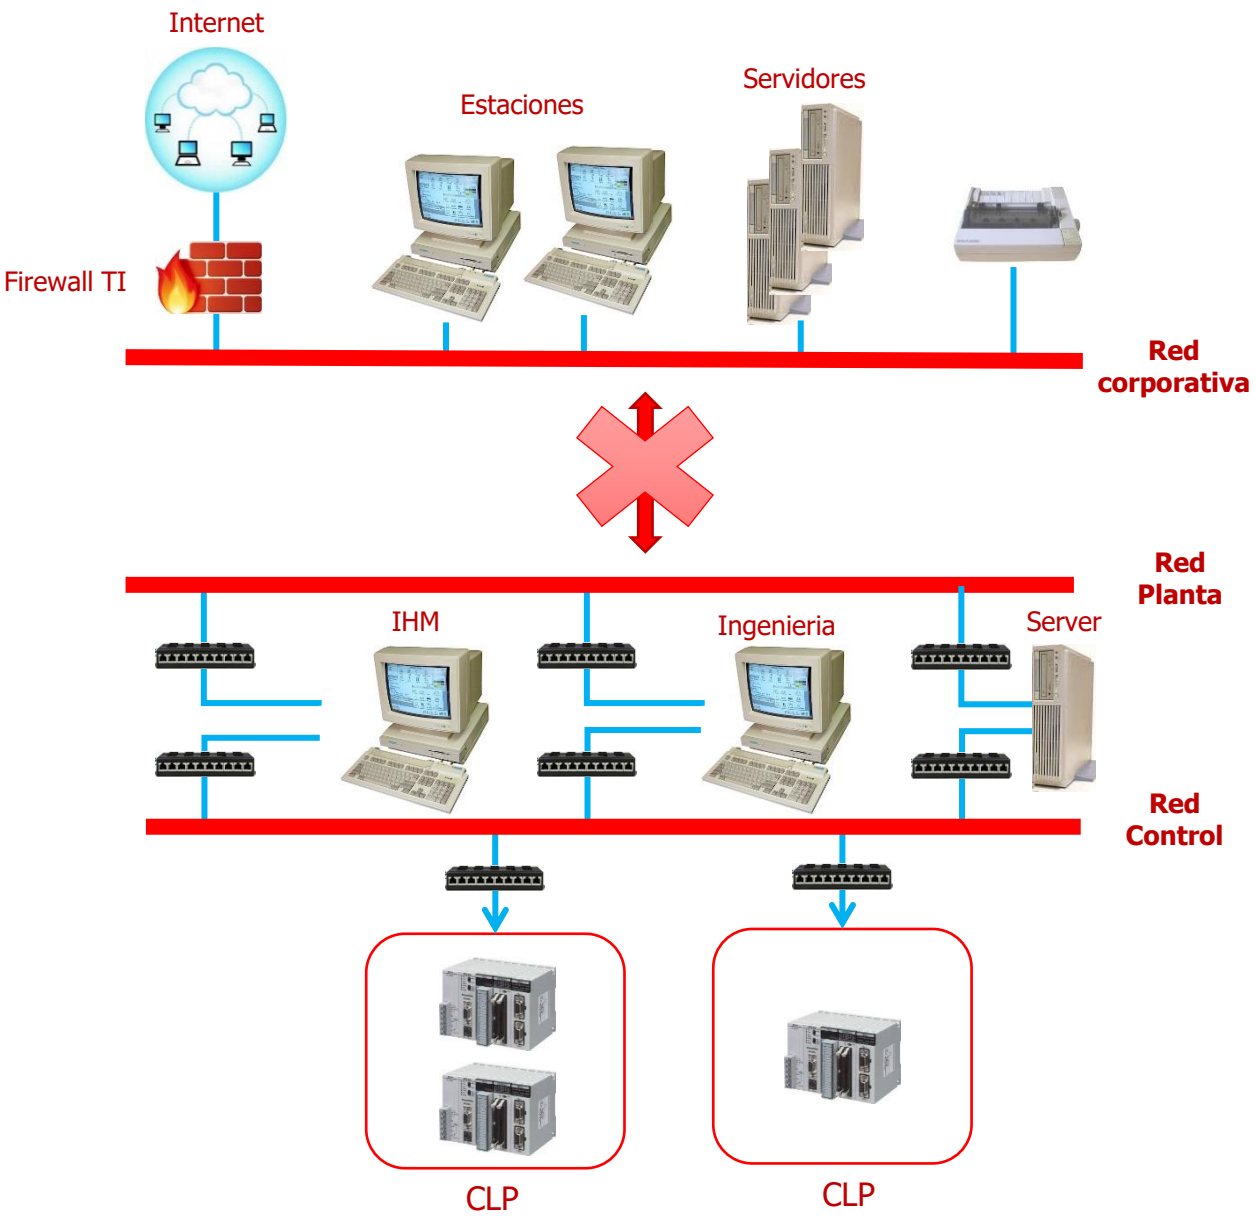 Internet
Estaciones
Servidores
Firewall TI
Red
corporativa
Red
Planta
IHM
Ingenieria
Server
Red
Control
CLP
CLP